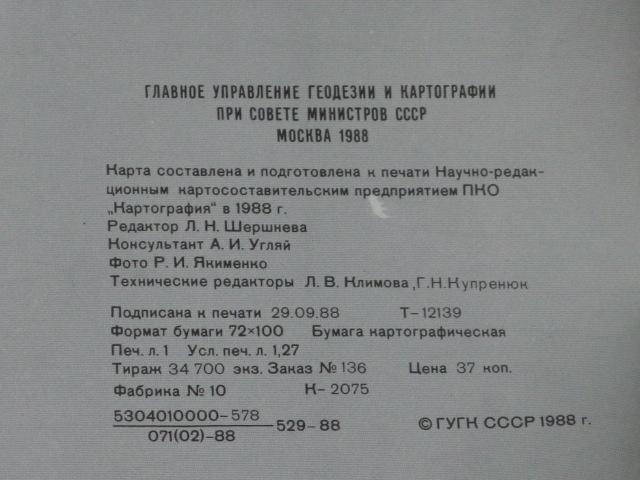 ГЛАВНОЕ УПРАВЛЕНИЕ ГЕОДЕЗИИ И КАРТОГРАФИИ
ПРИ СОВЕТЕ МИНИСТРОВ СССР
МОСКВА 1988
Карта составлена и подготовлена к печати Научно-редак-
ционным картосоставительским предприятием ПКО
„Картография“ в 1988 г.
Редактор Л. Н. Шершнева
Консультант А. И. Угляй
Фото Р. И. Якименко
Технические редакторы Л. В. Климова, Г.Н.Купренюк
Подписана к печати 29.09.88 Т-12139
Формат бумаги 72×100 Бумага картографическая
Печ. л. 1 Усл. печ. л. 1,27
Тираж 34 700 экз. Заказ № 136 Цена 37 коп.
Фабрика № 10 К-2075
5304010000-578
071(02)-88
529-88
© ГУГК СССР 1988 г.